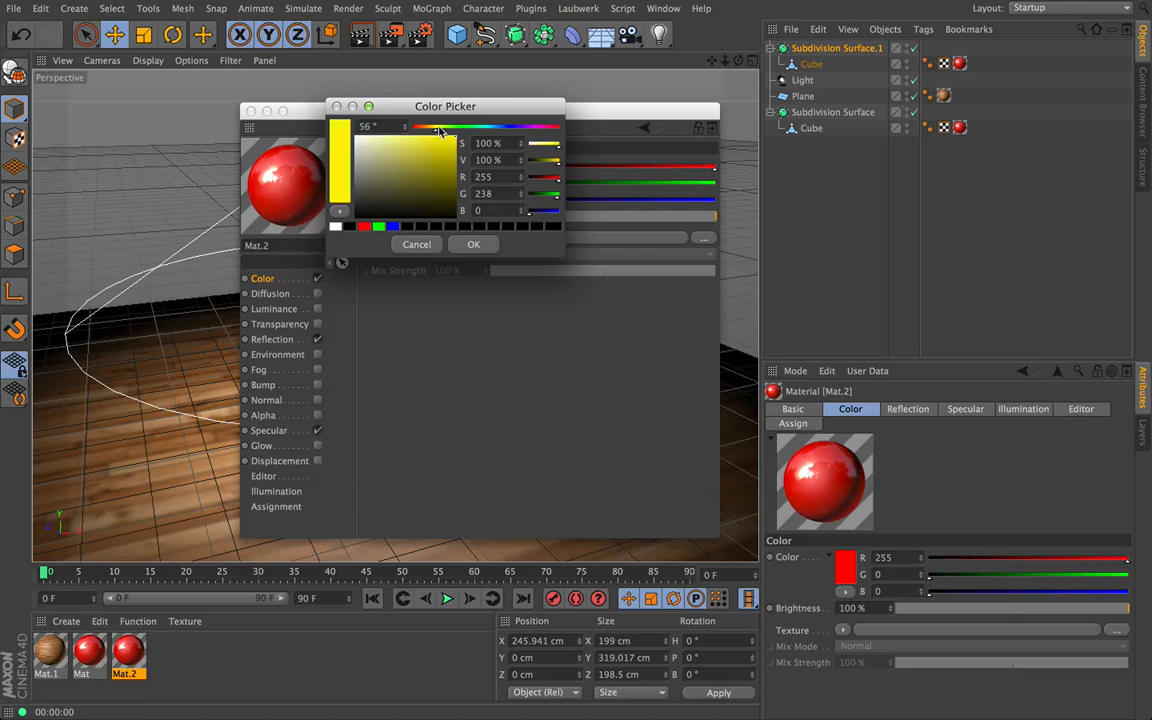 File Edit Create Select Tools Mesh Snap Animate Simulate Render Sculpt MoGraph Character Plugins Laubwerk Script Window Help Layout: Startup
File Edit View Objects Tags Bookmarks
View Cameras Display Options Filter Panel
Perspective
Subdivision Surface.1
Cube
Light
Plane
Subdivision Surface
Cube
Objects
Content Browser
Structure
Color Picker
56 °
S 100 %
V 100 %
R 255
G 238
B 0
Cancel OK
...
Mix Strength 100 %
Mat.2
Color
Diffusion
Luminance
Transparency
Reflection
Environment
Fog
Bump
Normal
Alpha
Specular
Glow
Displacement
Editor
Illumination
Assignment
Mode Edit User Data
Material [Mat.2]
Basic Color Reflection Specular Illumination Editor
Assign
Color
Color R 255
G 0
B 0
Brightness 100 %
Texture ...
Mix Mode Normal
Mix Strength 100 %
Attributes
Layers
Y
0 5 10 15 20 25 30 35 40 45 50 55 60 65 70 75 80 85 90 0 F
0 F 0 F 90 F 90 F
Create Edit Function Texture
Mat.1 Mat Mat.2
Position Size Rotation
X 245.941 cm X 199 cm H 0 °
Y 0 cm Y 319.017 cm P 0 °
Z 0 cm Z 198.5 cm B 0 °
Object (Rel) Size Apply
MAXON CINEMA 4D
00:00:00